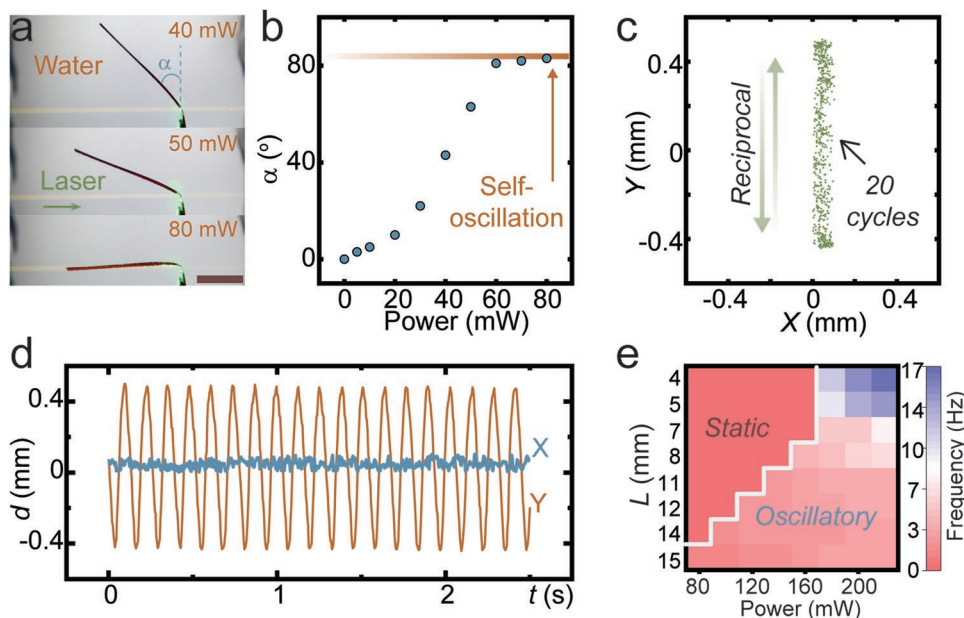 a
40 mW
Water
α
50 mW
Laser
80 mW
b
80
40
0
α (°)
Self-
oscillation
0 20 40 60 80
Power (mW)
c
0.4
0
-0.4
Y (mm)
Reciprocal
20
cycles
-0.4 0 0.4
X (mm)
d
0.4
0
-0.4
d (mm)
X
Y
0 1 2 t (s)
e
4
5
7
8
11
12
14
15
L (mm)
Static
Oscillatory
80 120 160 200
Power (mW)
17
14
10
7
3
0
Frequency (Hz)